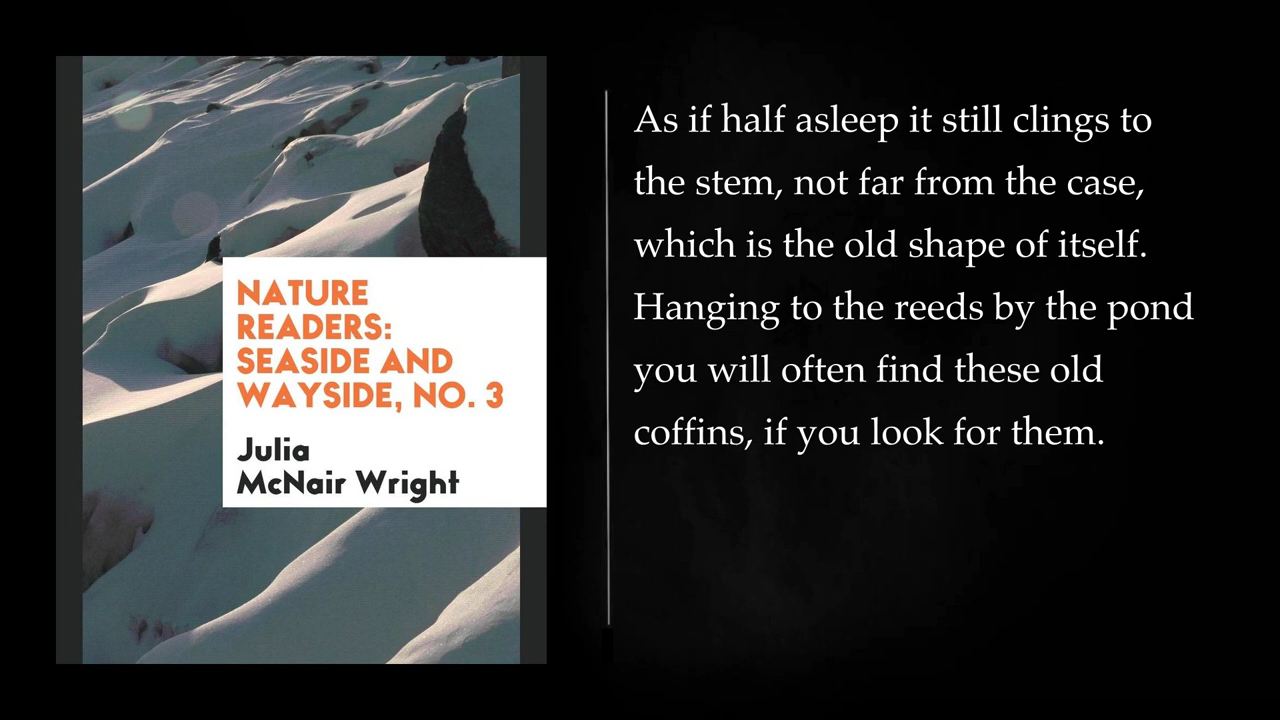 NATURE
READERS:
SEASIDE AND
WAYSIDE, NO. 3
Julia
McNair Wright
As if half asleep it still clings to
the stem, not far from the case,
which is the old shape of itself.
Hanging to the reeds by the pond
you will often find these old
coffins, if you look for them.